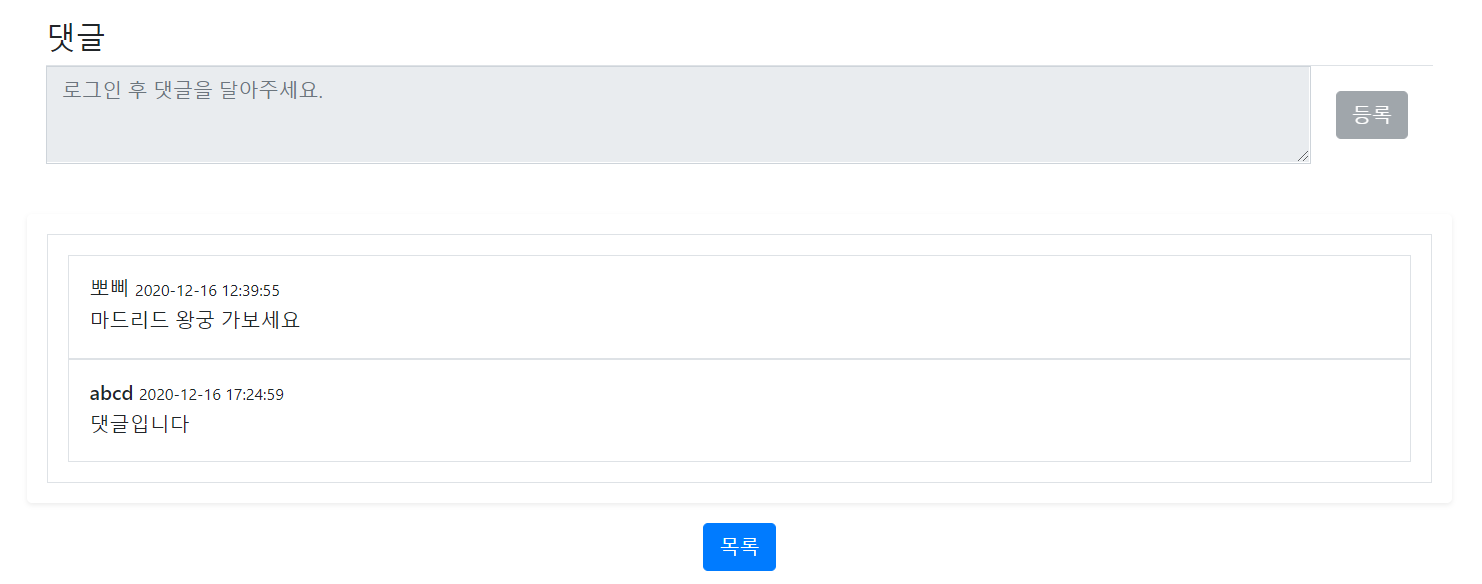 댓글
로그인 후 댓글을 달아주세요.
등록
뽀삐 2020-12-16 12:39:55
마드리드 왕궁 가보세요
abcd 2020-12-16 17:24:59
댓글입니다
목록